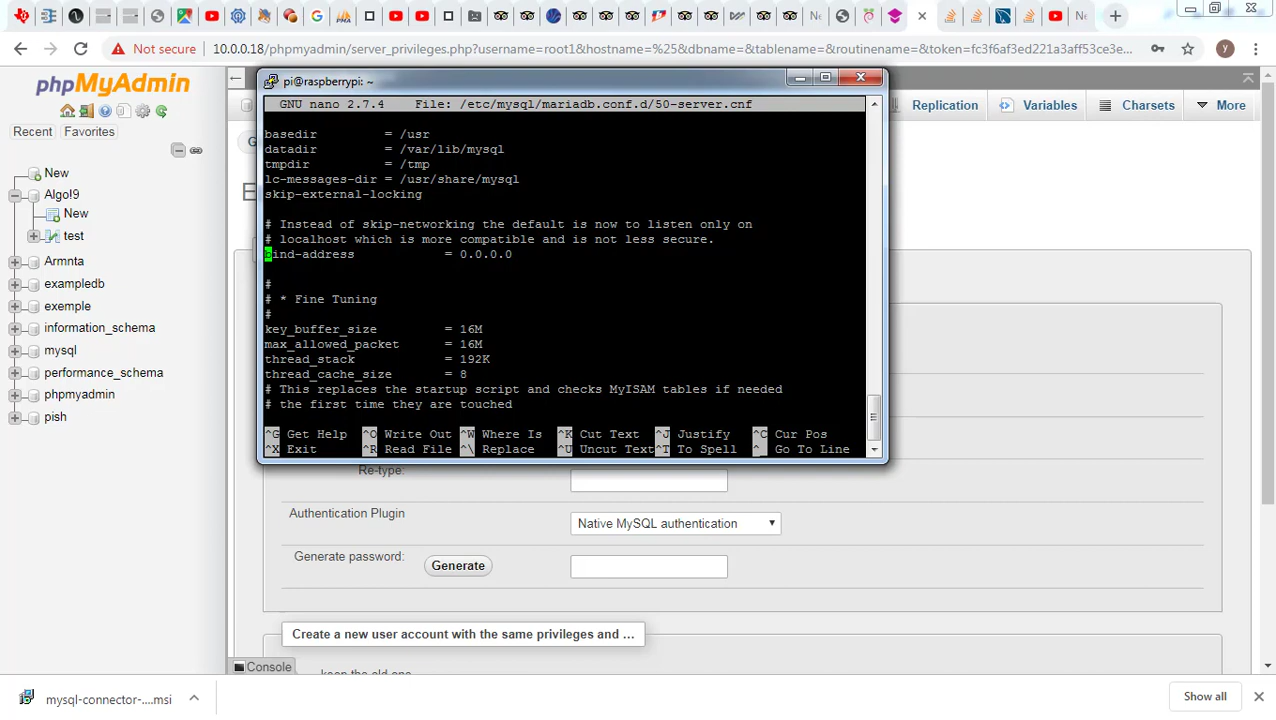 Not secure
10.0.0.18/phpmyadmin/server_privileges.php?username=root1&hostname=%25&dbname=&tablename=&routinename=&token=fc3f6af3ed221a3aff53ce3e...
y
phpMyAdmin
Recent Favorites
New
Algol9
New
test
Armnta
exampledb
exemple
information_schema
mysql
performance_schema
phpmyadmin
pish
Replication Variables Charsets More
pi@raspberrypi: ~
GNU nano 2.7.4 File: /etc/mysql/mariadb.conf.d/50-server.cnf
basedir = /usr
datadir = /var/lib/mysql
tmpdir = /tmp
lc-messages-dir = /usr/share/mysql
skip-external-locking
# Instead of skip-networking the default is now to listen only on
# localhost which is more compatible and is not less secure.
bind-address = 0.0.0.0
#
# * Fine Tuning
#
key_buffer_size = 16M
max_allowed_packet = 16M
thread_stack = 192K
thread_cache_size = 8
# This replaces the startup script and checks MyISAM tables if needed
# the first time they are touched
^G Get Help ^O Write Out ^W Where Is ^K Cut Text ^J Justify ^C Cur Pos
^X Exit ^R Read File ^\ Replace ^U Uncut Text ^T To Spell ^_ Go To Line
Re-type:
Authentication Plugin
Native MySQL authentication
Generate password:
Generate
Create a new user account with the same privileges and ...
Console
keep the old one
mysql-connector-....msi
Show all